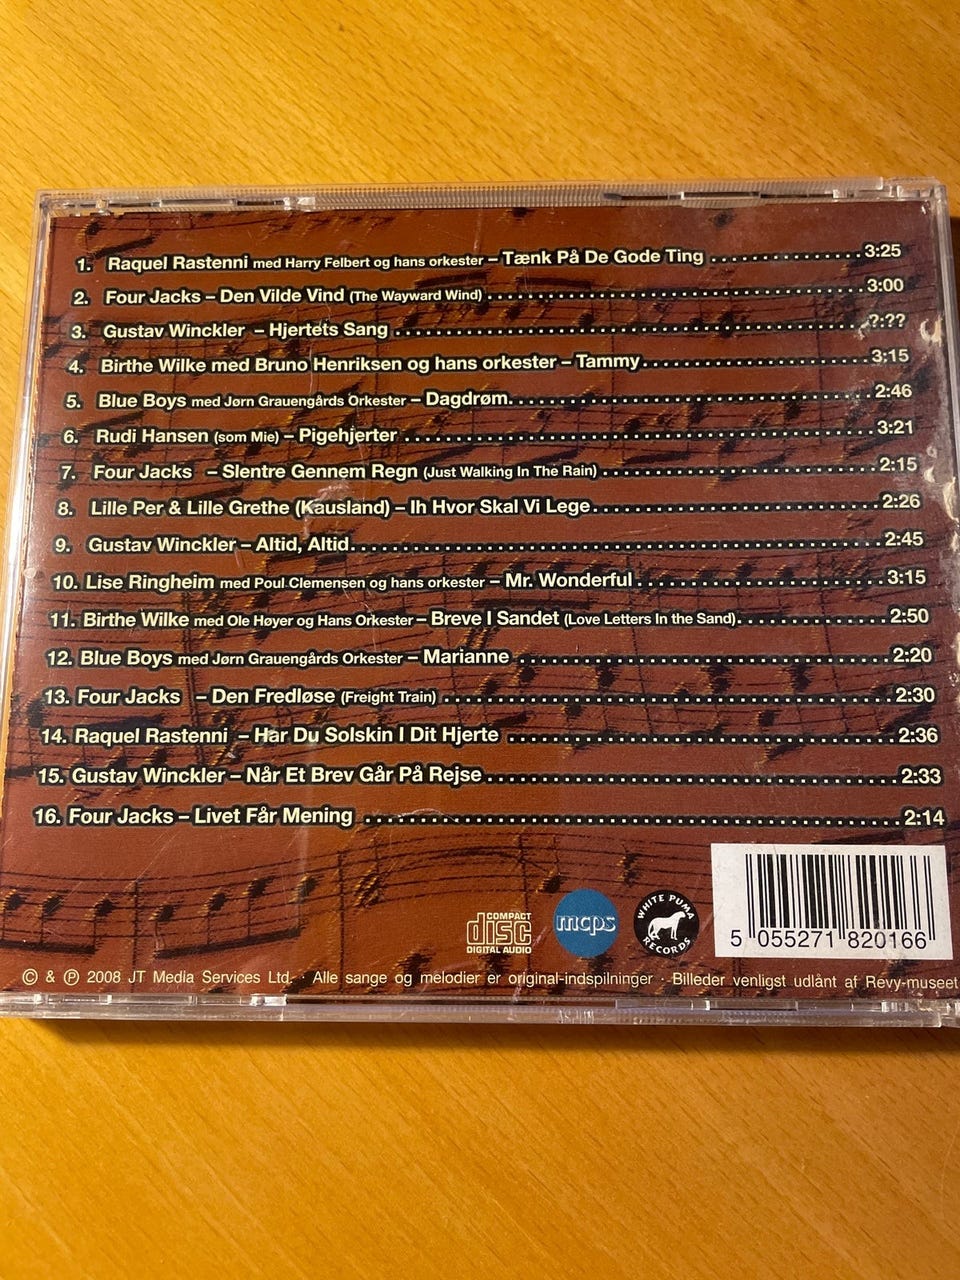 1. Raquel Rastenni med Harry Felbert og hans orkester – Tænk På De Gode Ting ............... 3:25
2. Four Jacks – Den Vilde Vind (The Wayward Wind) ............... 3:00
3. Gustav Winckler – Hjertets Sang ............... ?:??
4. Birthe Wilke med Bruno Henriksen og hans orkester – Tammy ............... 3:15
5. Blue Boys med Jørn Grauengårds Orkester – Dagdrøm ............... 2:46
6. Rudi Hansen (som Mie) – Pigehjerter ............... 3:21
7. Four Jacks – Slentre Gennem Regn (Just Walking In The Rain) ............... 2:15
8. Lille Per & Lille Grethe (Kausland) – Ih Hvor Skal Vi Lege ............... 2:26
9. Gustav Winckler – Altid, Altid ............... 2:45
10. Lise Ringheim med Poul Clemensen og hans orkester – Mr. Wonderful ............... 3:15
11. Birthe Wilke med Ole Høyer og Hans Orkester – Breve I Sandet (Love Letters In the Sand) ............... 2:50
12. Blue Boys med Jørn Grauengårds Orkester – Marianne ............... 2:20
13. Four Jacks – Den Fredløse (Freight Train) ............... 2:30
14. Raquel Rastenni – Har Du Solskin I Dit Hjerte ............... 2:36
15. Gustav Winckler – Når Et Brev Går På Rejse ............... 2:33
16. Four Jacks – Livet Får Mening ............... 2:14
COMPACT
disc
DIGITAL AUDIO
mcps
WHITE PUMA
RECORDS
5 055271 820166
© & ℗ 2008 JT Media Services Ltd. · Alle sange og melodier er original-indspilninger · Billeder venligst udlånt af Revy-museet